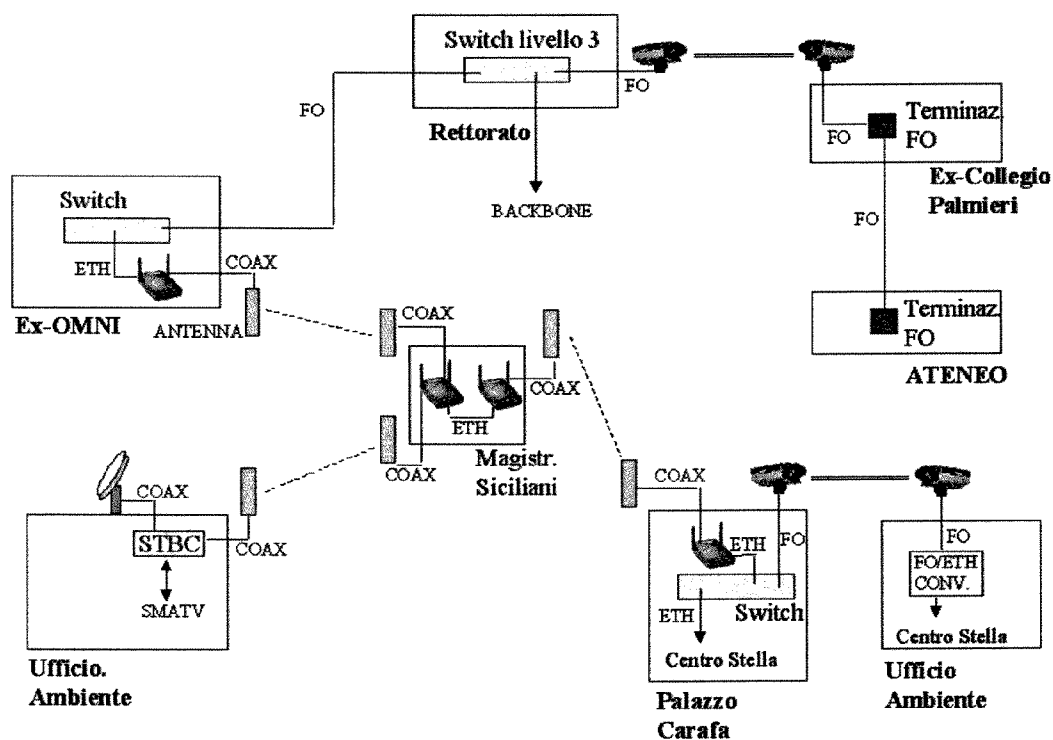 Switch livello 3
FO
FO
Rettorato
BACKBONE
Terminaz.
FO
FO
Ex-Collegio
Palmieri
FO
Terminaz.
FO
ATENEO
Switch
ETH
COAX
Ex-OMNI
ANTENNA
COAX
COAX
ETH
COAX
Magistr.
Siciliani
COAX
STBC
COAX
SMATV
Ufficio.
Ambiente
COAX
ETH
FO
ETH
Switch
Centro Stella
Palazzo
Carafa
FO
FO/ETH
CONV.
Centro Stella
Ufficio
Ambiente